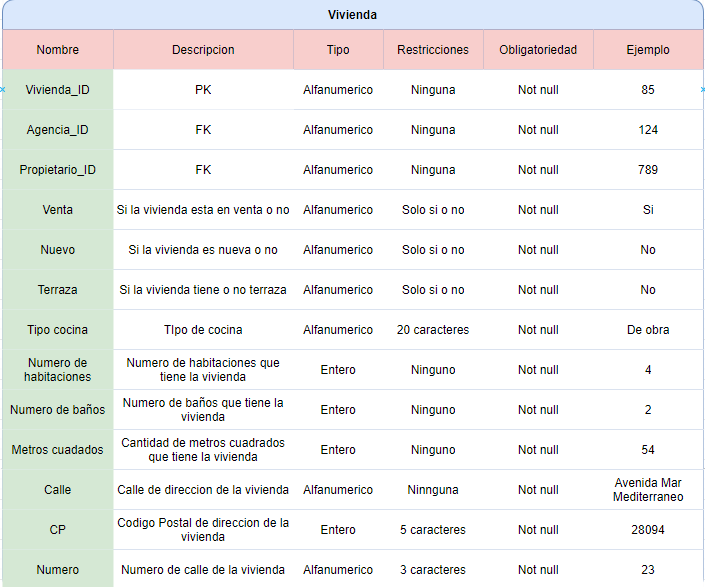 Vivienda
Nombre Descripcion Tipo Restricciones Obligatoriedad Ejemplo
Vivienda_ID PK Alfanumerico Ninguna Not null 85
Agencia_ID FK Alfanumerico Ninguna Not null 124
Propietario_ID FK Alfanumerico Ninguna Not null 789
Venta Si la vivienda esta en venta o no Alfanumerico Solo si o no Not null Si
Nuevo Si la vivienda es nueva o no Alfanumerico Solo si o no Not null No
Terraza Si la vivienda tiene o no terraza Alfanumerico Solo si o no Not null No
Tipo cocina TIpo de cocina Alfanumerico 20 caracteres Not null De obra
Numero de habitaciones Numero de habitaciones que tiene la vivienda Entero Ninguno Not null 4
Numero de baños Numero de baños que tiene la vivienda Entero Ninguno Not null 2
Metros cuadados Cantidad de metros cuadrados que tiene la vivienda Entero Ninguno Not null 54
Calle Calle de direccion de la vivienda Alfanumerico Ninnguna Not null Avenida Mar Mediterraneo
CP Codigo Postal de direccion de la vivienda Entero 5 caracteres Not null 28094
Numero Numero de calle de la vivienda Alfanumerico 3 caracteres Not null 23